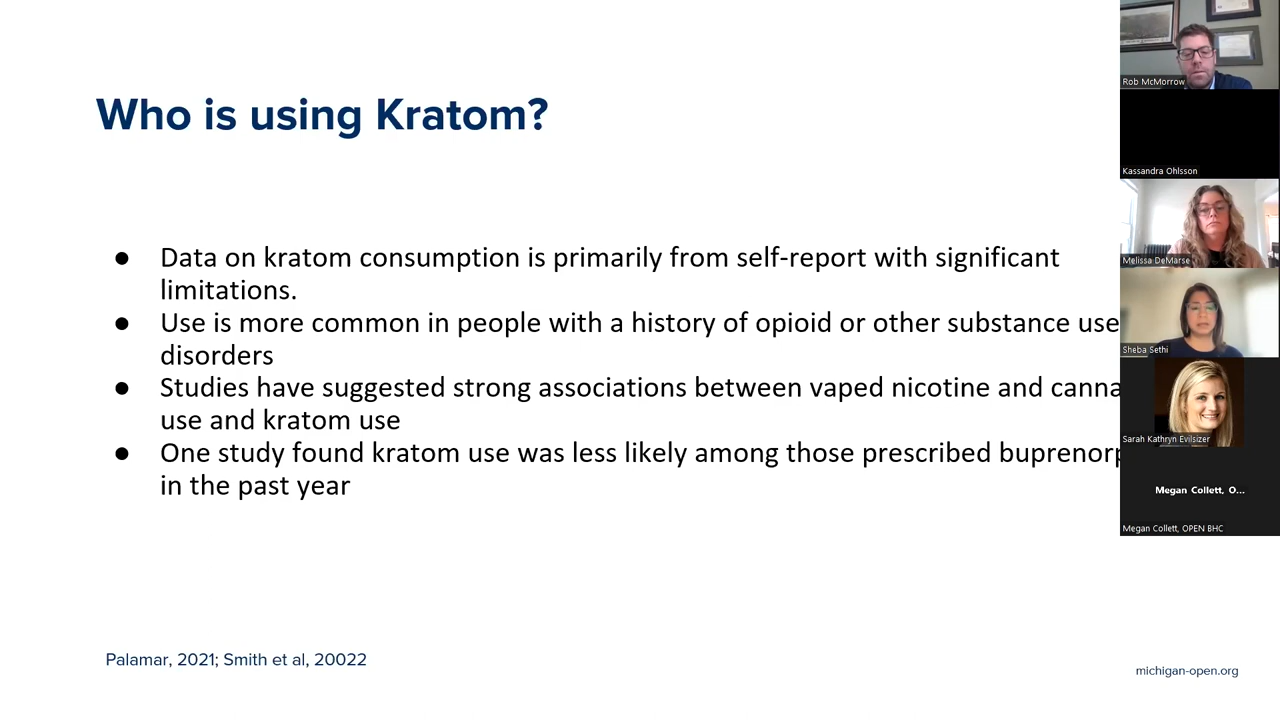 Who is using Kratom?
● Data on kratom consumption is primarily from self-report with significant
limitations.
● Use is more common in people with a history of opioid or other substance use
disorders
● Studies have suggested strong associations between vaped nicotine and canna
use and kratom use
● One study found kratom use was less likely among those prescribed buprenorp
in the past year
Palamar, 2021; Smith et al, 20022
michigan-open.org
Rob McMorrow
Kassandra Ohlsson
Melissa DeMarse
Sheba Sethi
Sarah Kathryn Evilsizer
Megan Collett, O...
Megan Collett, OPEN BHC